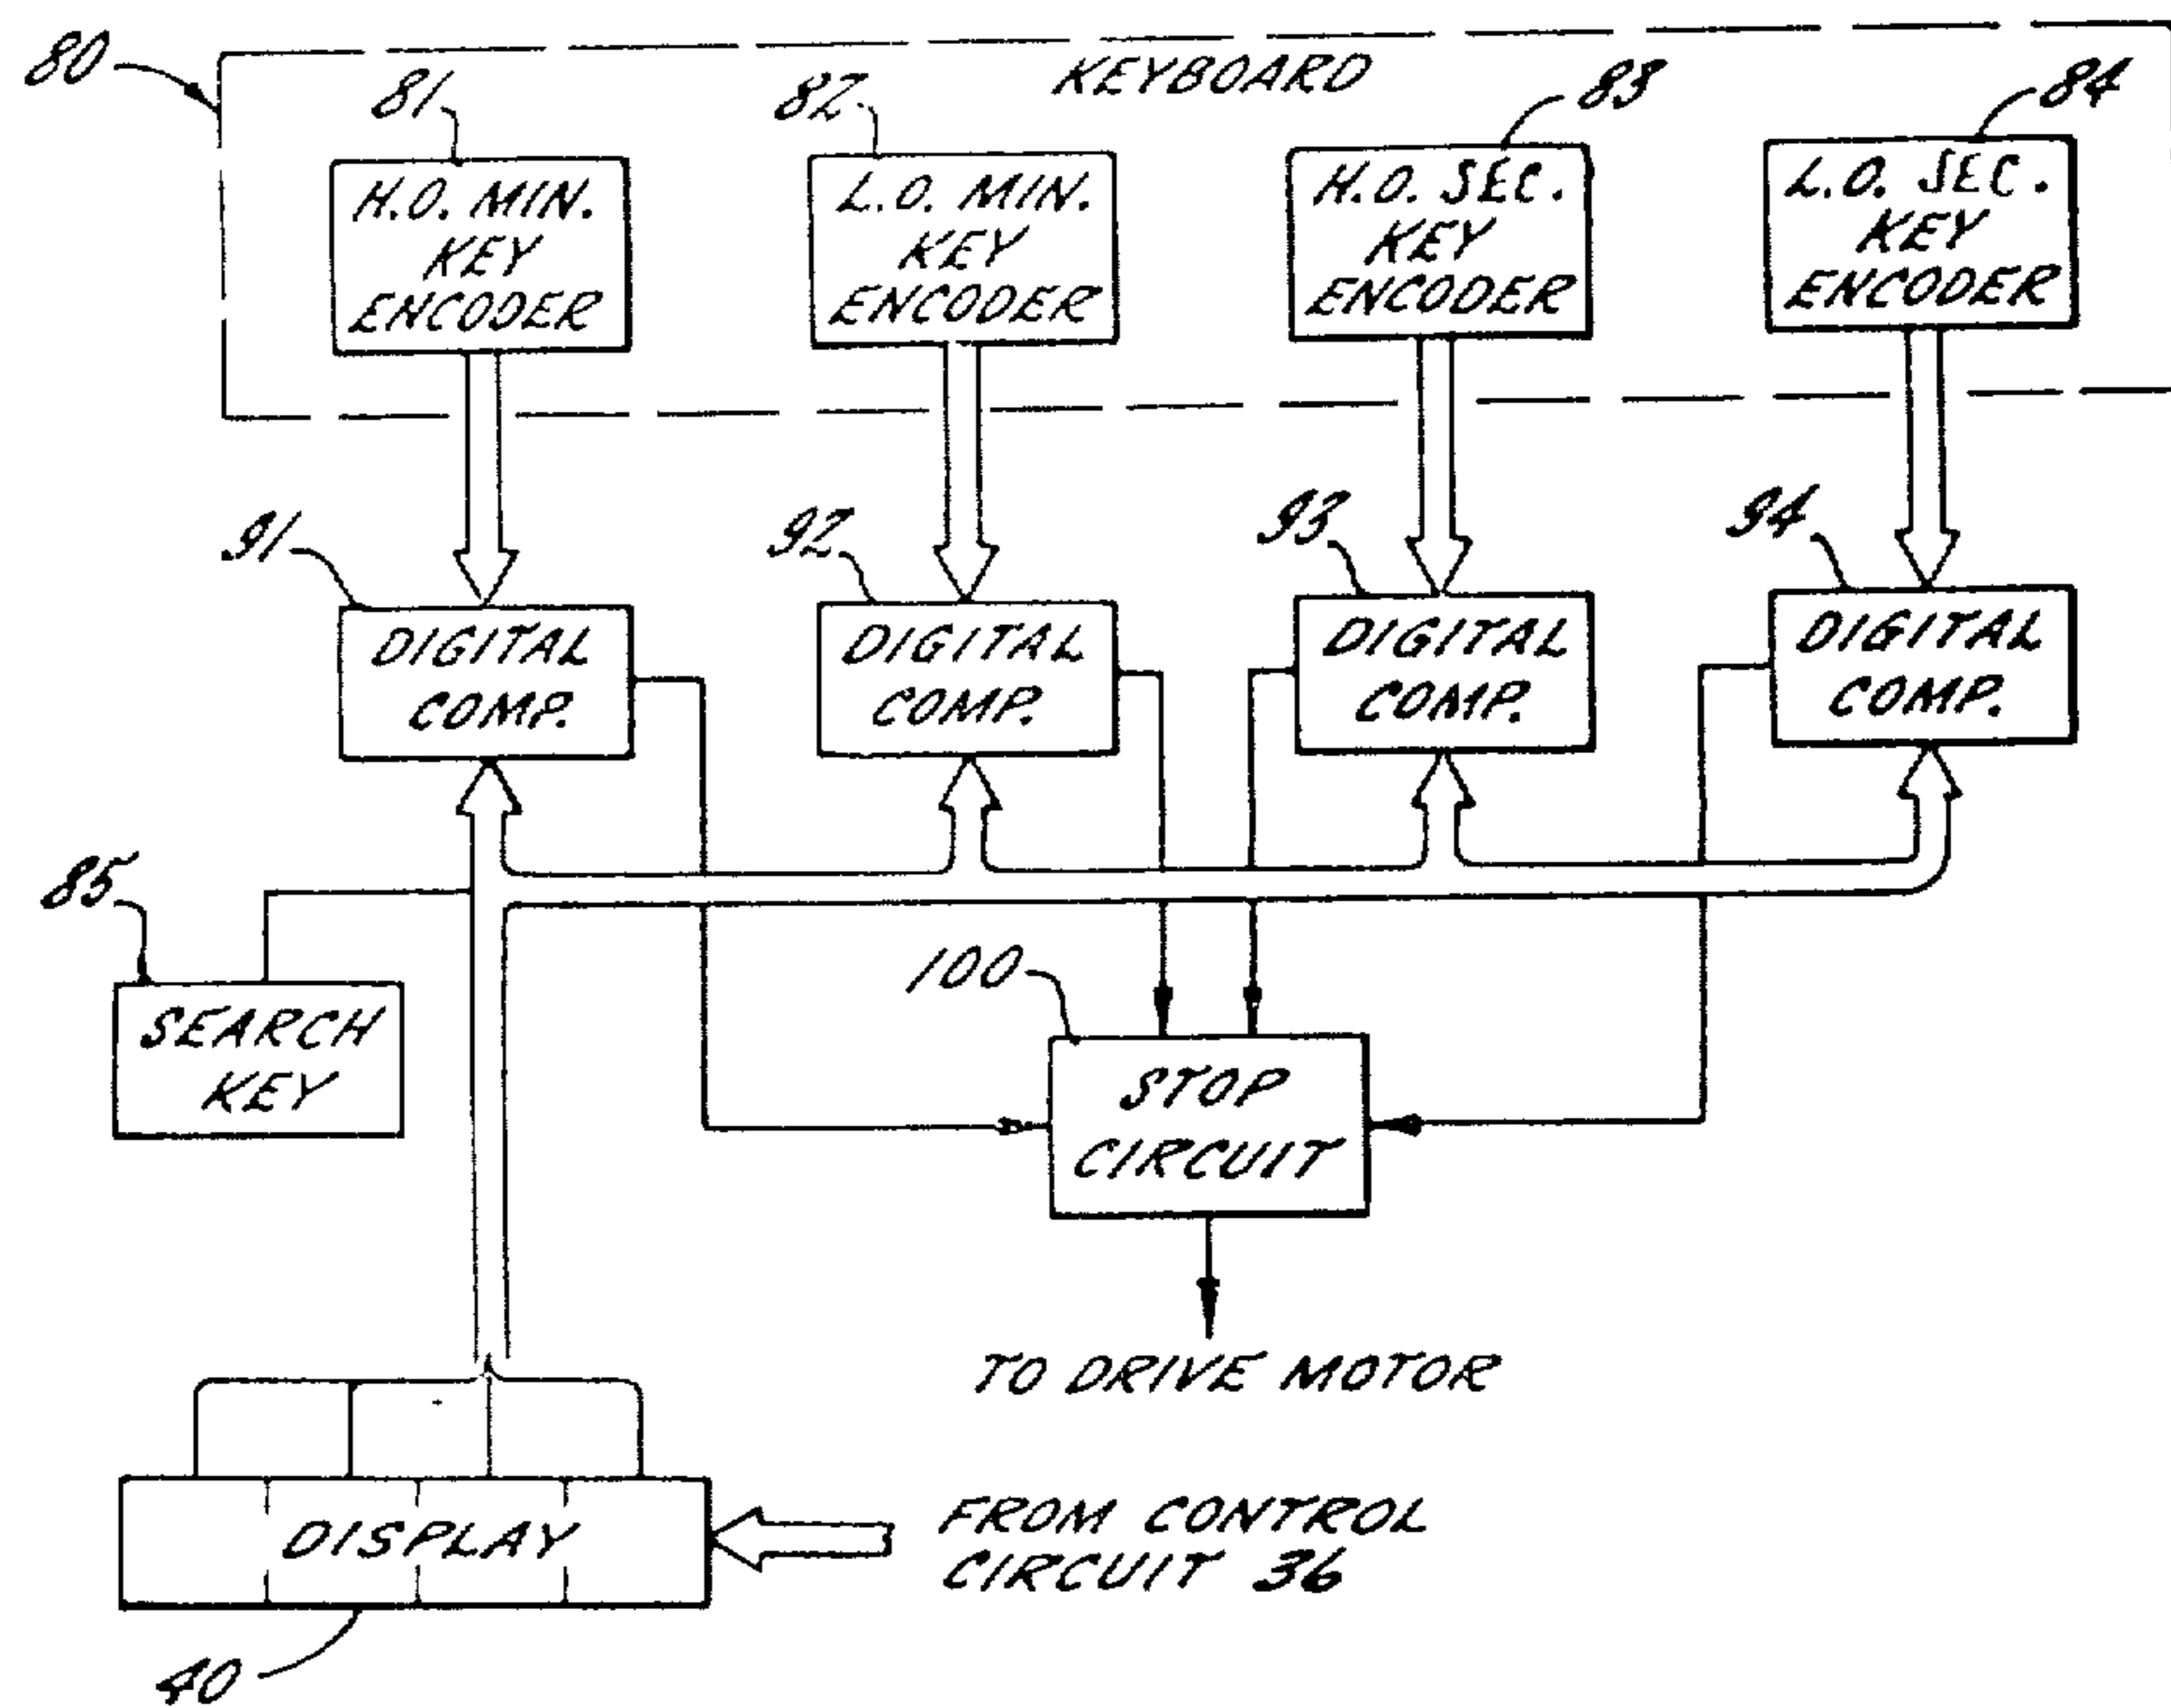 80
KEYBOARD
81
82
83
84
H.O. MIN.
KEY
ENCODER
L.O. MIN.
KEY
ENCODER
H.O. SEC.
KEY
ENCODER
L.O. SEC.
KEY
ENCODER
91
92
93
94
DIGITAL
COMP.
DIGITAL
COMP.
DIGITAL
COMP.
DIGITAL
COMP.
85
SEARCH
KEY
100
STOP
CIRCUIT
TO DRIVE MOTOR
DISPLAY
FROM CONTROL
CIRCUIT 36
40